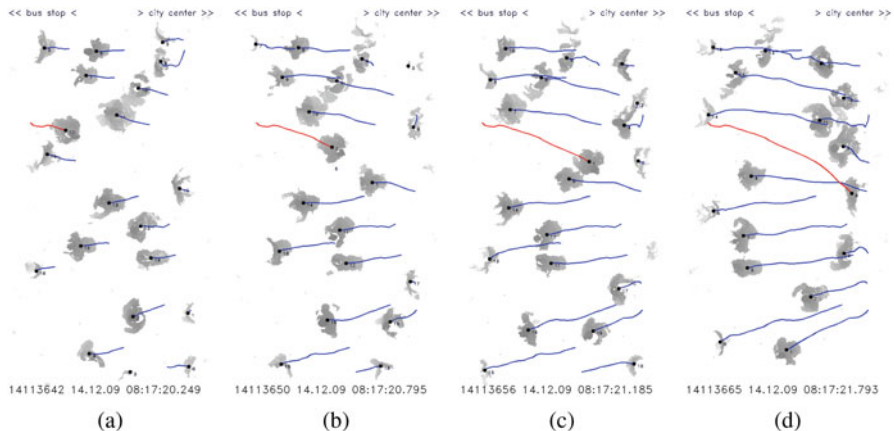 << bus stop < > city center >>
<< bus stop < > city center >>
<< bus stop < > city center >>
<< bus stop < > city center >>
14113642 14.12.09 08:17:20.249
14113650 14.12.09 08:17:20.795
14113656 14.12.09 08:17:21.185
14113665 14.12.09 08:17:21.793
(a)
(b)
(c)
(d)